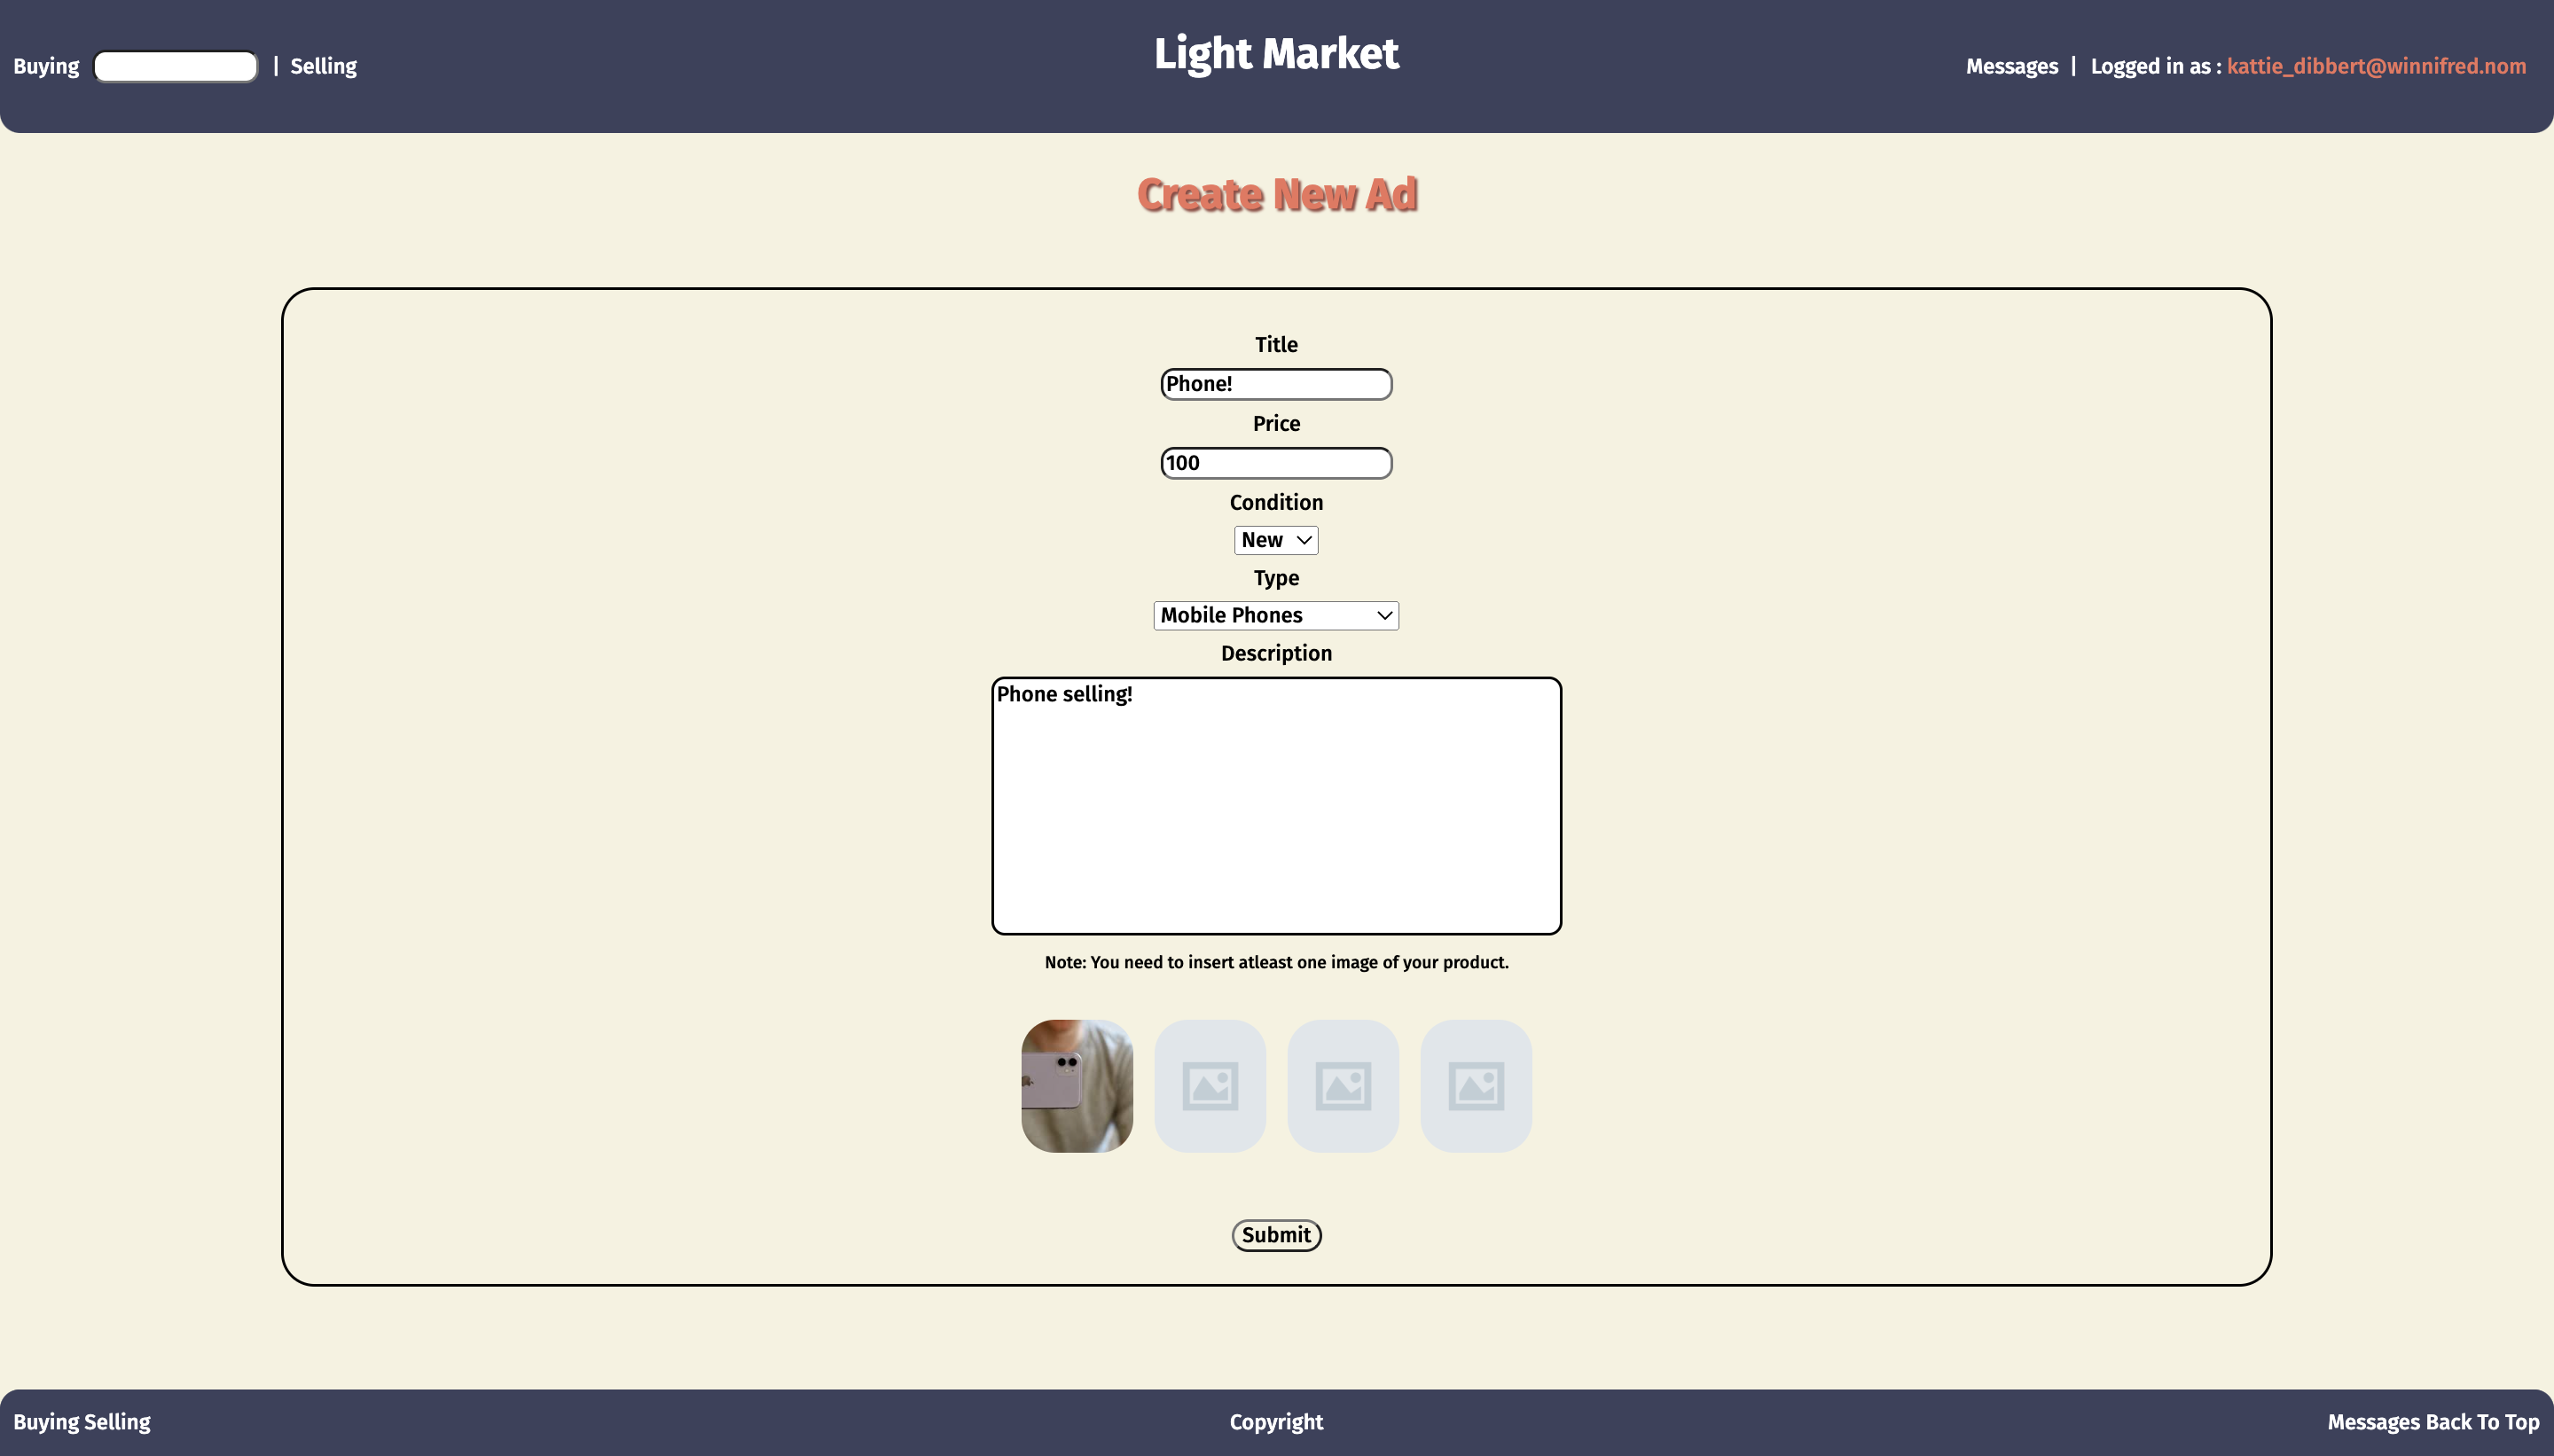 Buying | Selling
Light Market
Messages | Logged in as : kattie_dibbert@winnifred.nom
Create New Ad
Title
Phone!
Price
100
Condition
New
Type
Mobile Phones
Description
Phone selling!
Note: You need to insert atleast one image of your product.
Submit
Buying Selling
Copyright
Messages Back To Top